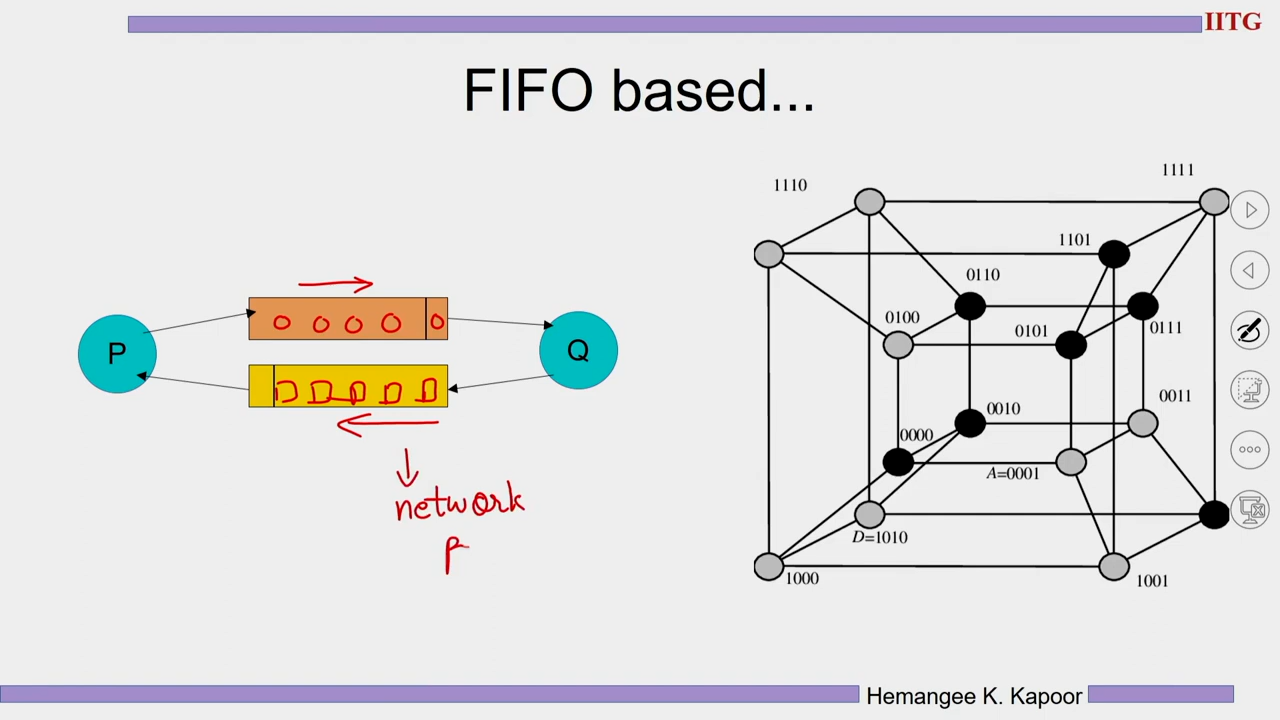 IITG
FIFO based...
1110
1111
1101
0110
0100
0101
0111
P
Q
0011
0010
0000
A=0001
network
D=1010
1000
1001
Hemangee K. Kapoor